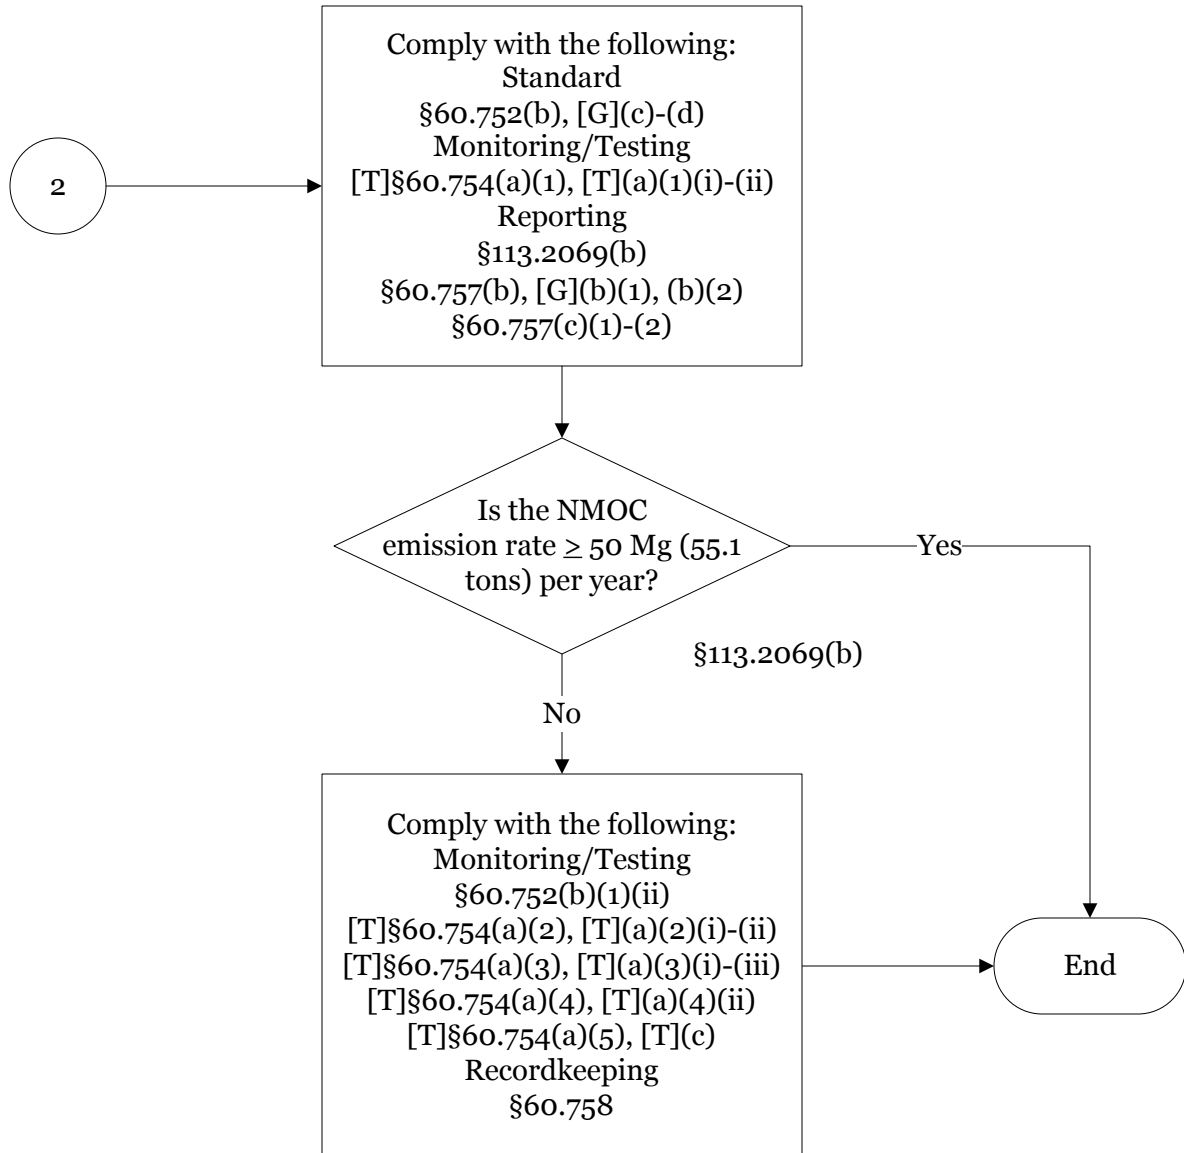 2
Comply with the following:
Standard
§60.752(b), [G](c)-(d)
Monitoring/Testing
[T]§60.754(a)(1), [T](a)(1)(i)-(ii)
Reporting
§113.2069(b)
§60.757(b), [G](b)(1), (b)(2)
§60.757(c)(1)-(2)
Is the NMOC
emission rate ≥ 50 Mg (55.1
tons) per year?
Yes
§113.2069(b)
No
Comply with the following:
Monitoring/Testing
§60.752(b)(1)(ii)
[T]§60.754(a)(2), [T](a)(2)(i)-(ii)
[T]§60.754(a)(3), [T](a)(3)(i)-(iii)
[T]§60.754(a)(4), [T](a)(4)(ii)
[T]§60.754(a)(5), [T](c)
Recordkeeping
§60.758
End